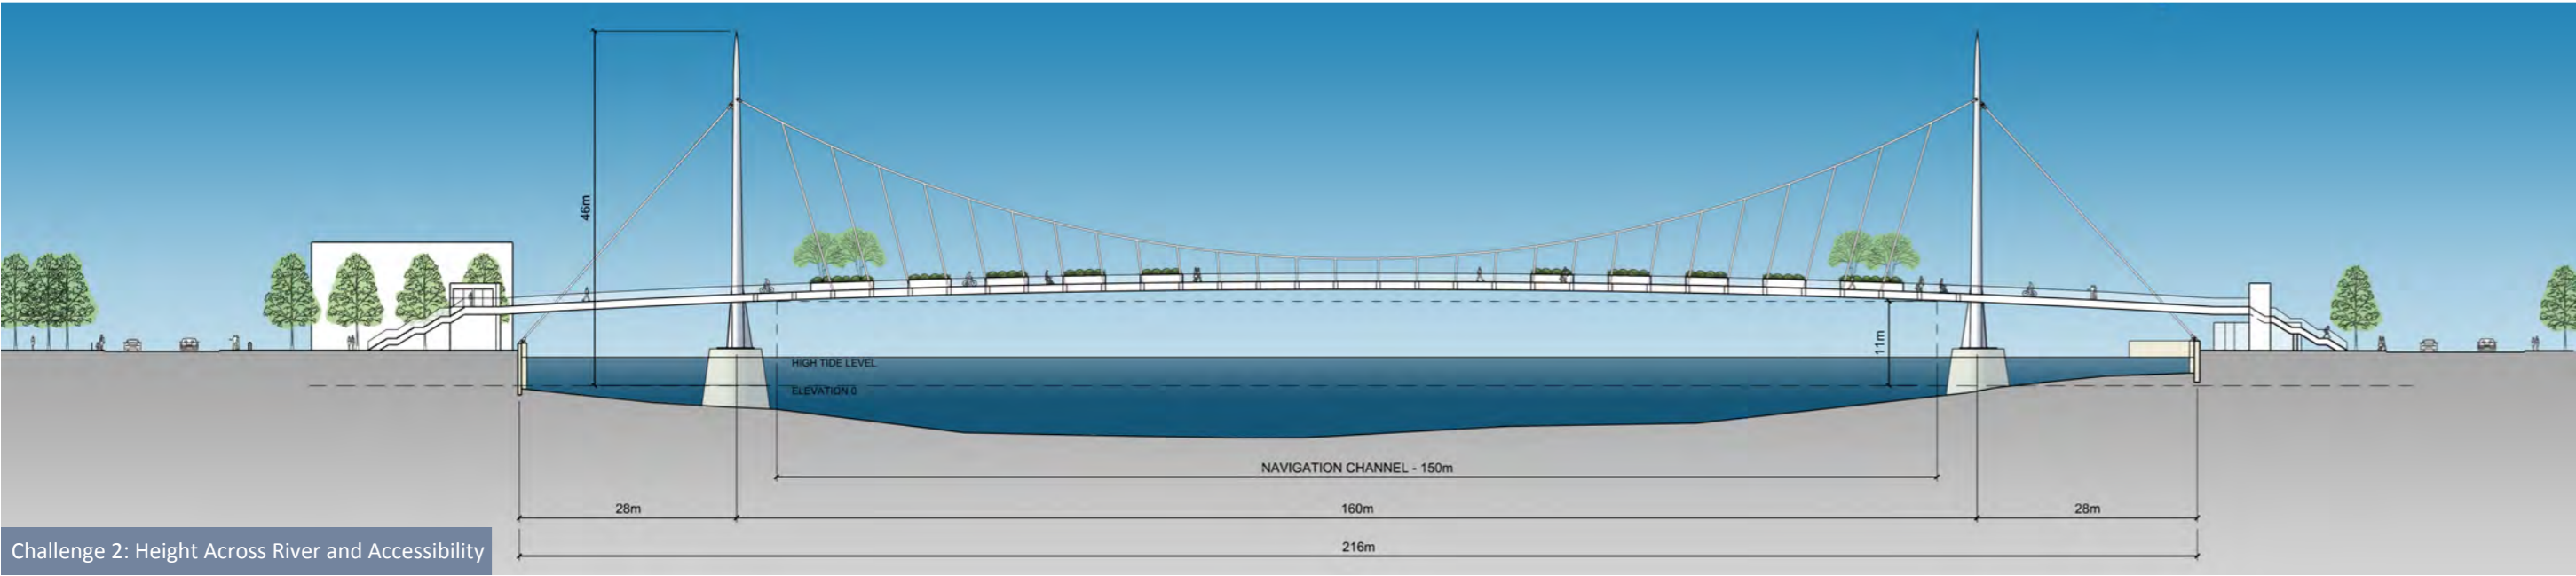 46m
HIGH TIDE LEVEL
11m
ELEVATION 0
NAVIGATION CHANNEL - 150m
28m
160m
28m
216m
Challenge 2: Height Across River and Accessibility